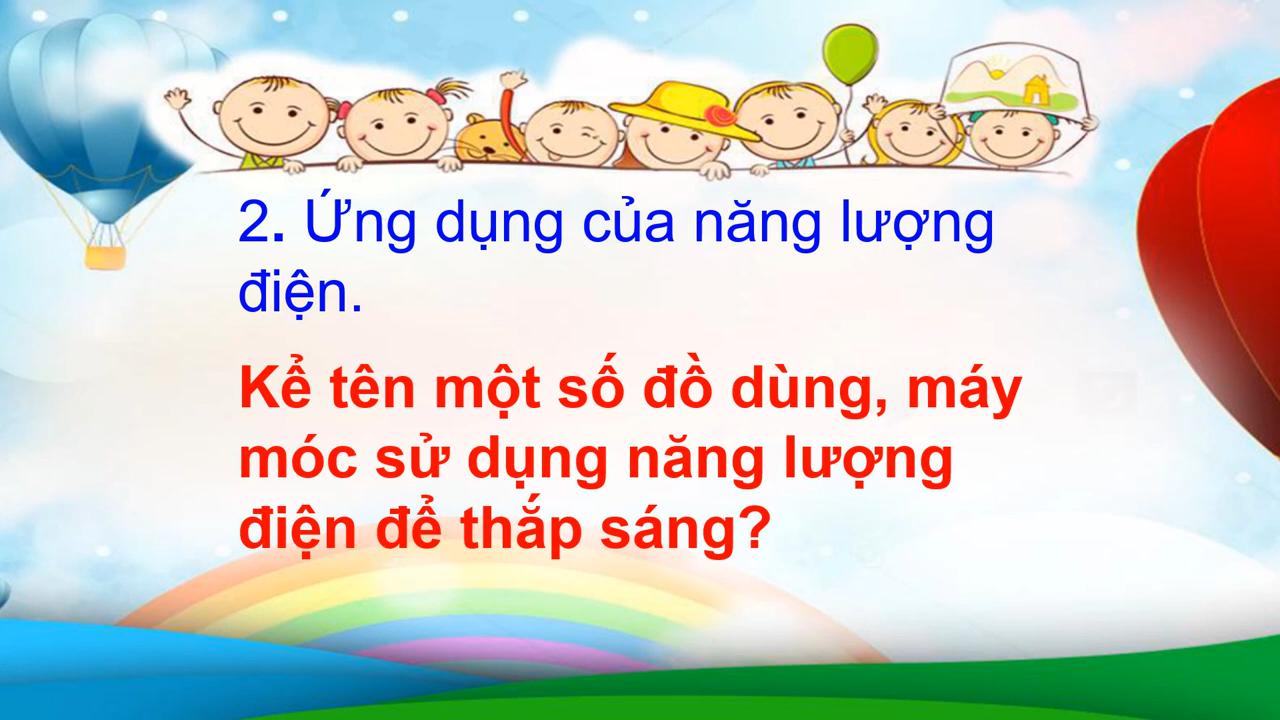 2. Ứng dụng của năng lượng
điện.
Kể tên một số đồ dùng, máy
móc sử dụng năng lượng
điện để thắp sáng?